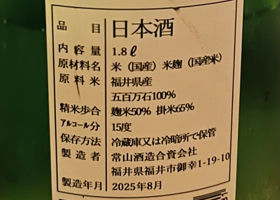 品名 日本酒
内容量 1.8ℓ
原材料名 米(国産) 米麹(国産米)
原料米 福井県産
五百万石100%
精米歩合 麹米50% 掛米65%
アルコール分 15度
保存方法 冷蔵庫又は冷暗所で保管
製造者 常山酒造合資会社
福井県福井市御幸1-19-10
製造年月 2025年8月